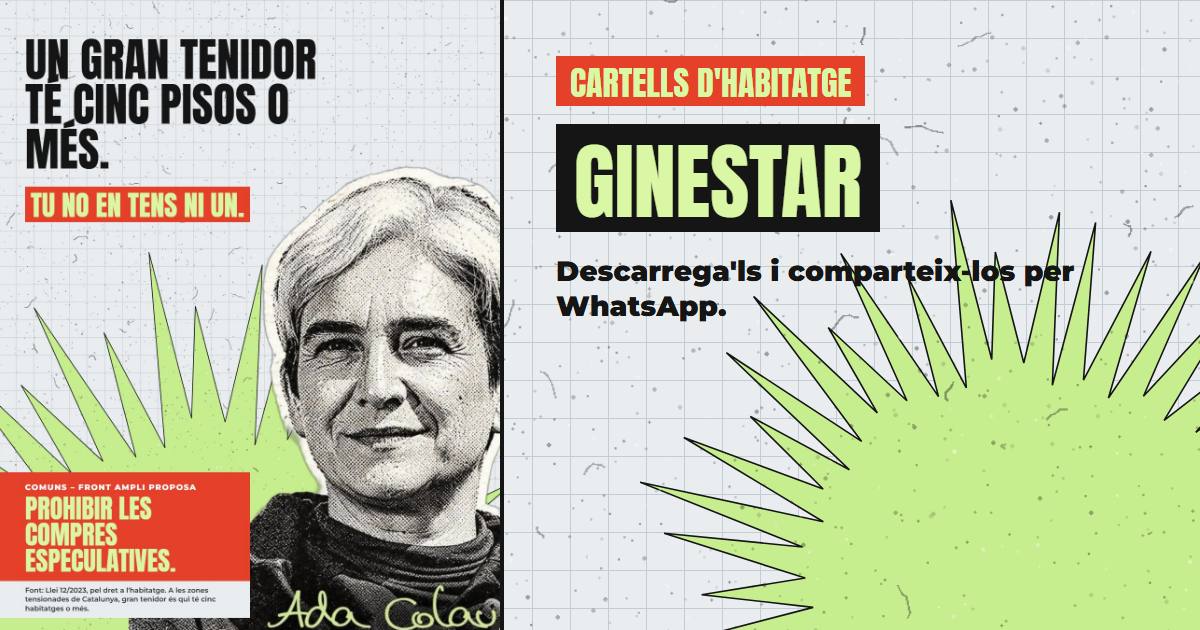 UN GRAN TENIDOR
TÉ CINC PISOS O
MÉS.
TU NO EN TENS NI UN.
COMUNS – FRONT AMPLI PROPOSA
PROHIBIR LES
COMPRES
ESPECULATIVES.
Font: Llei 12/2023, pel dret a l'habitatge. A les zones
tensionades de Catalunya, gran tenidor és qui té cinc
habitatges o més.
Ada Colau
CARTELLS D'HABITATGE
GINESTAR
Descarrega'ls i comparteix-los per
WhatsApp.